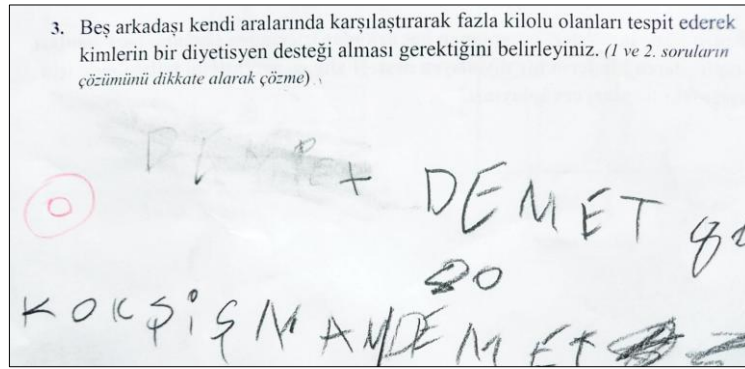 3. Beş arkadaşı kendi aralarında karşılaştırarak fazla kilolu olanları tespit ederek
kimlerin bir diyetisyen desteği alması gerektiğini belirleyiniz. (1 ve 2. soruların
çözümünü dikkate alarak çözme)
DEMET
DEMET
0
20
KOKŞİŞMANDEMET